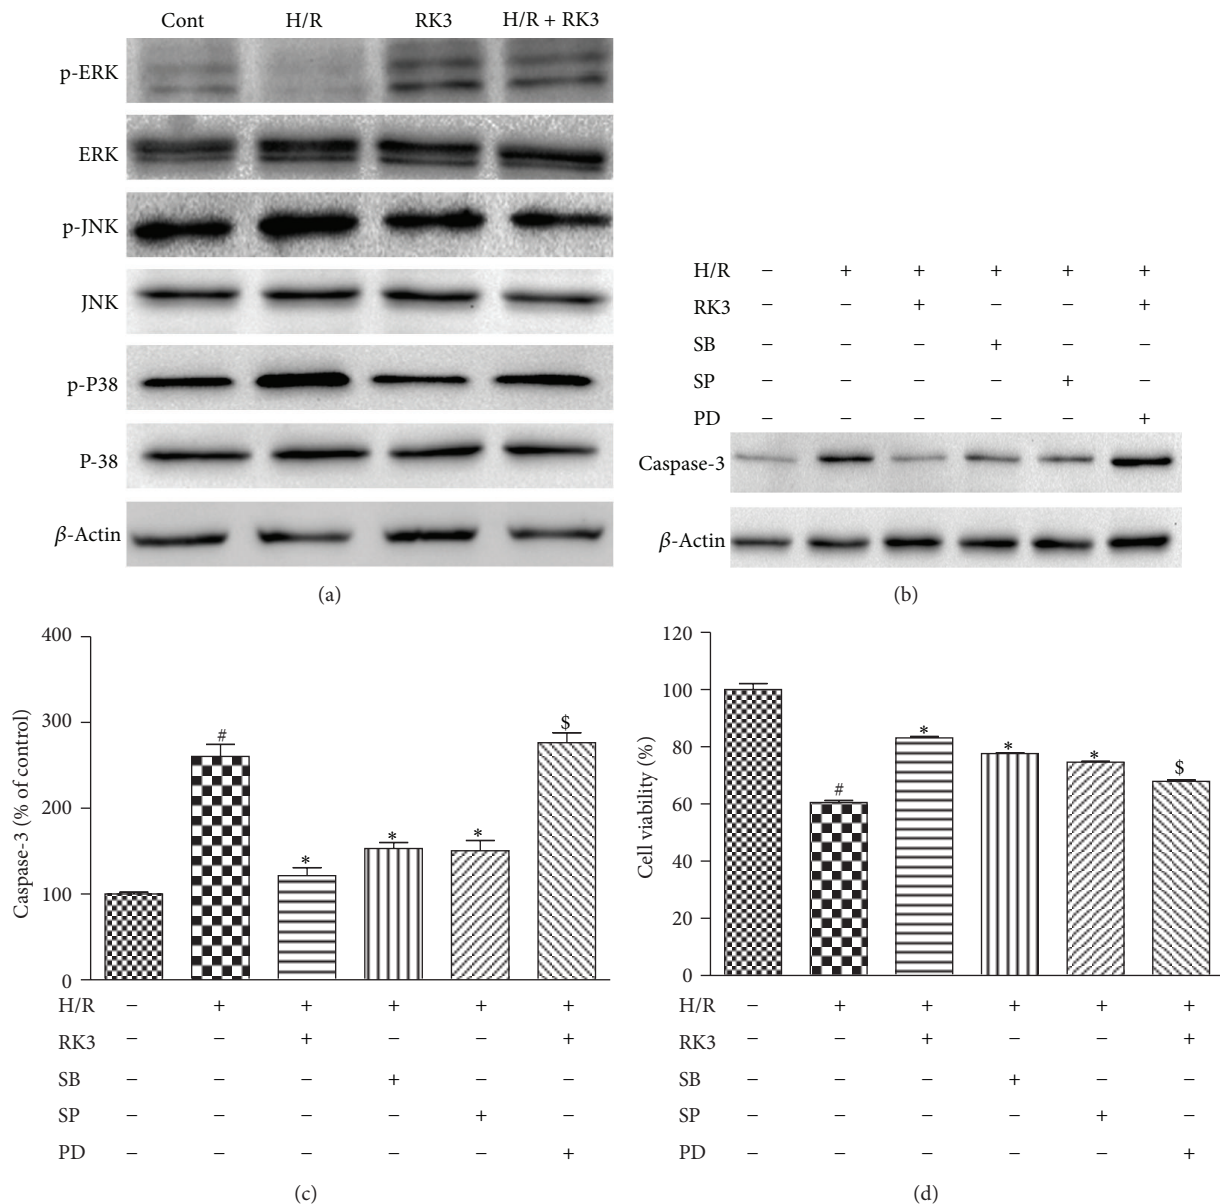 Cont H/R RK3 H/R + RK3
p-ERK
ERK
p-JNK
JNK
p-P38
P-38
β-Actin
(a)
H/R − + + + + +
RK3 − − + − − +
SB − − − + − −
SP − − − − + −
PD − − − − − +
Caspase-3
β-Actin
(b)
Caspase-3 (% of control)
400
300
200
100
0
#
*
*
*
$
H/R − + + + + +
RK3 − − + − − +
SB − − − + − −
SP − − − − + −
PD − − − − − +
(c)
Cell viability (%)
120
100
80
60
40
20
0
#
*
*
*
$
H/R − + + + + +
RK3 − − + − − +
SB − − − + − −
SP − − − − + −
PD − − − − − +
(d)